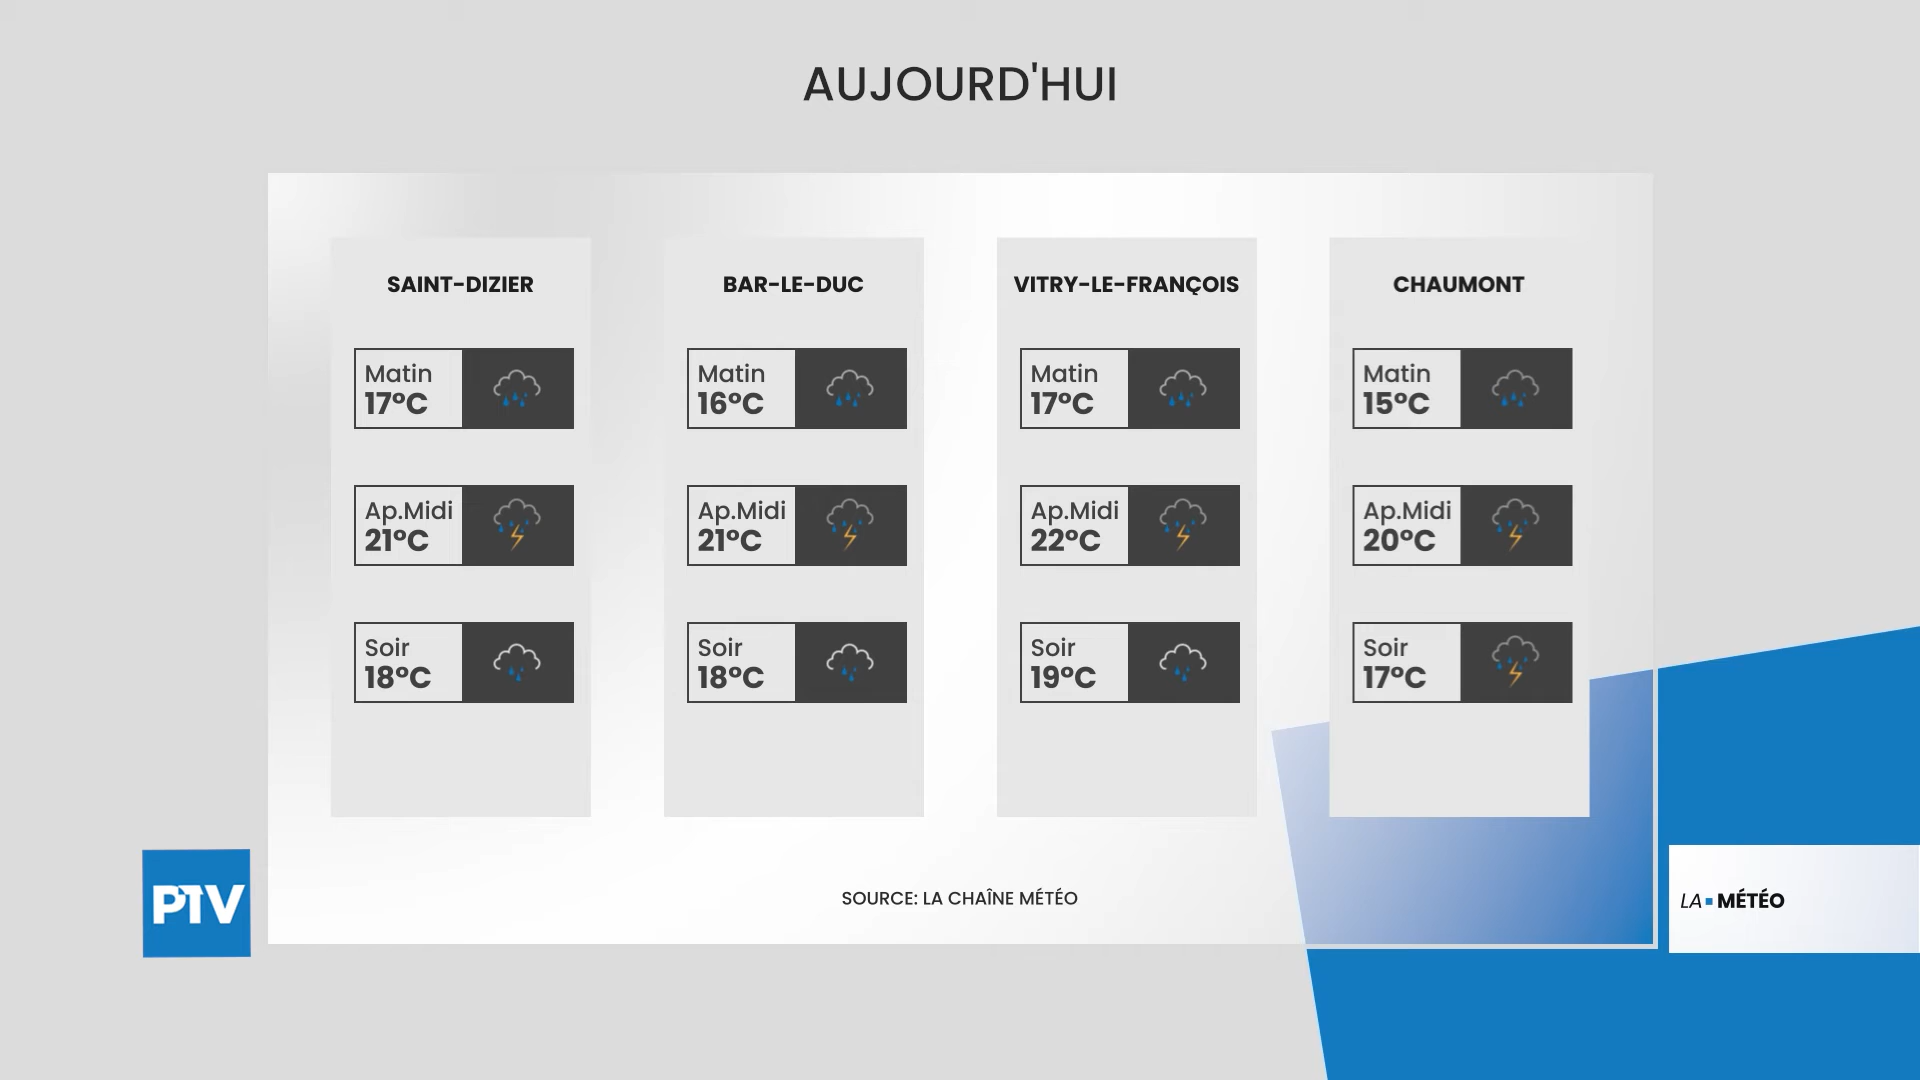 AUJOURD'HUI
SAINT-DIZIER
Matin
17°C
Ap.Midi
21°C
Soir
18°C
BAR-LE-DUC
Matin
16°C
Ap.Midi
21°C
Soir
18°C
VITRY-LE-FRANÇOIS
Matin
17°C
Ap.Midi
22°C
Soir
19°C
CHAUMONT
Matin
15°C
Ap.Midi
20°C
Soir
17°C
SOURCE: LA CHAÎNE MÉTÉO
PTV
LA MÉTÉO